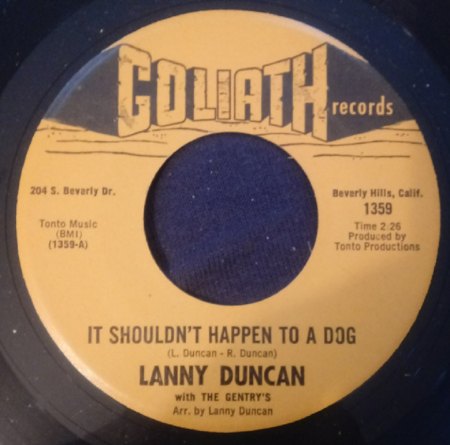 GOLIATH records
204 S. Beverly Dr.
Tonto Music
(BMI)
(1359-A)
Beverly Hills, Calif.
1359
Time 2:26
Produced by
Tonto Productions
IT SHOULDN'T HAPPEN TO A DOG
(L. Duncan - R. Duncan)
LANNY DUNCAN
with THE GENTRY'S
Arr. by Lanny Duncan